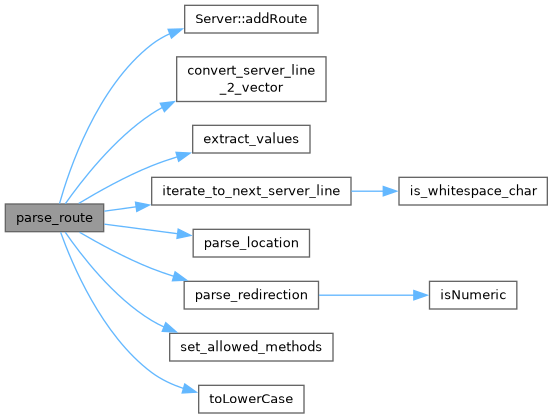 Server::addRoute
convert_server_line
_2_vector
extract_values
iterate_to_next_server_line
is_whitespace_char
parse_route
parse_location
parse_redirection
isNumeric
set_allowed_methods
toLowerCase